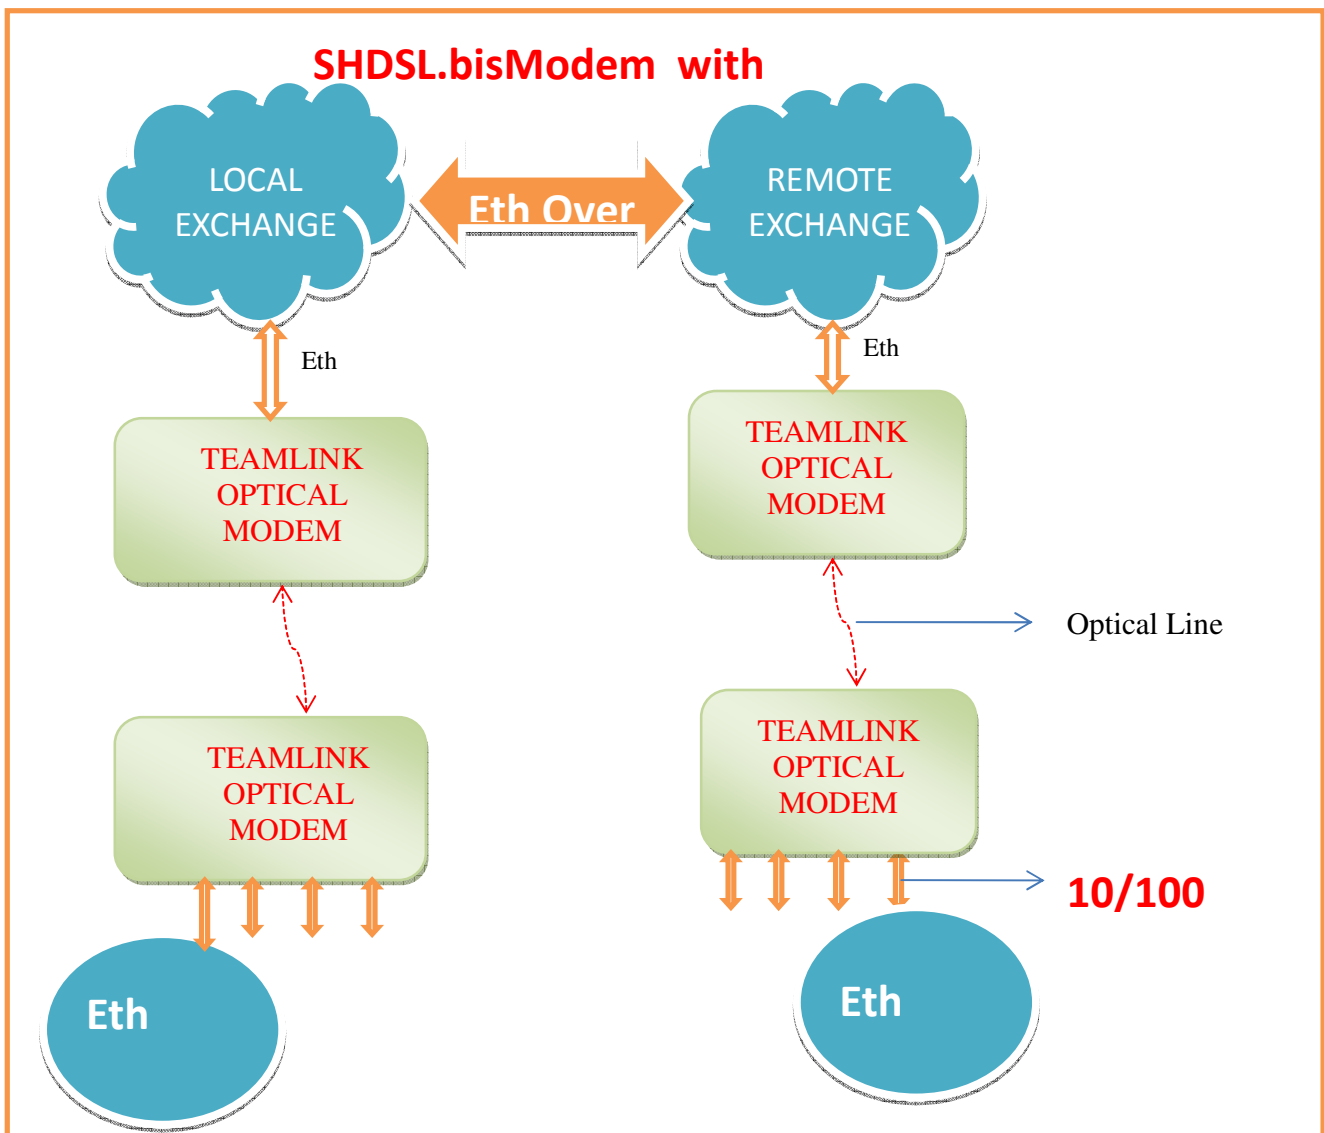 SHDSL.bisModem with
LOCAL
EXCHANGE
Eth Over
REMOTE
EXCHANGE
Eth
Eth
TEAMLINK
OPTICAL
MODEM
TEAMLINK
OPTICAL
MODEM
Optical Line
TEAMLINK
OPTICAL
MODEM
TEAMLINK
OPTICAL
MODEM
10/100
Eth
Eth